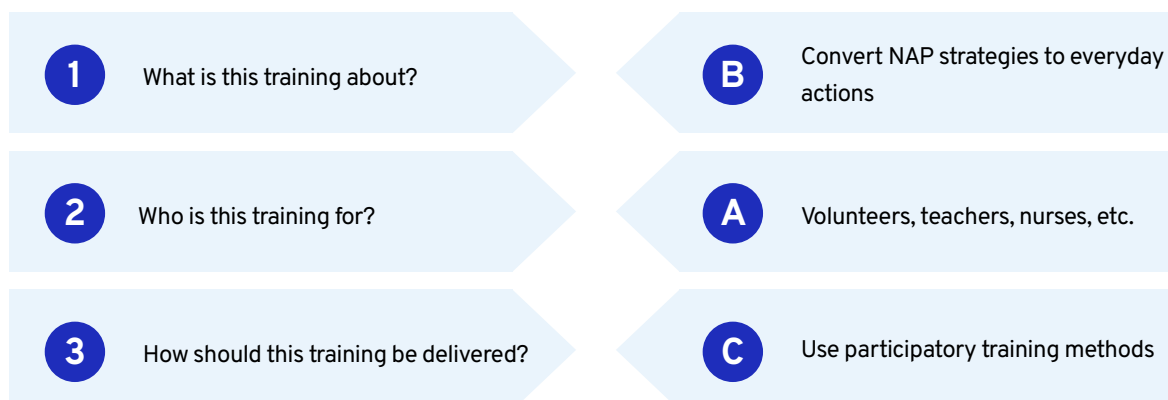 1 What is this training about?
B Convert NAP strategies to everyday
actions
2 Who is this training for?
A Volunteers, teachers, nurses, etc.
3 How should this training be delivered?
C Use participatory training methods